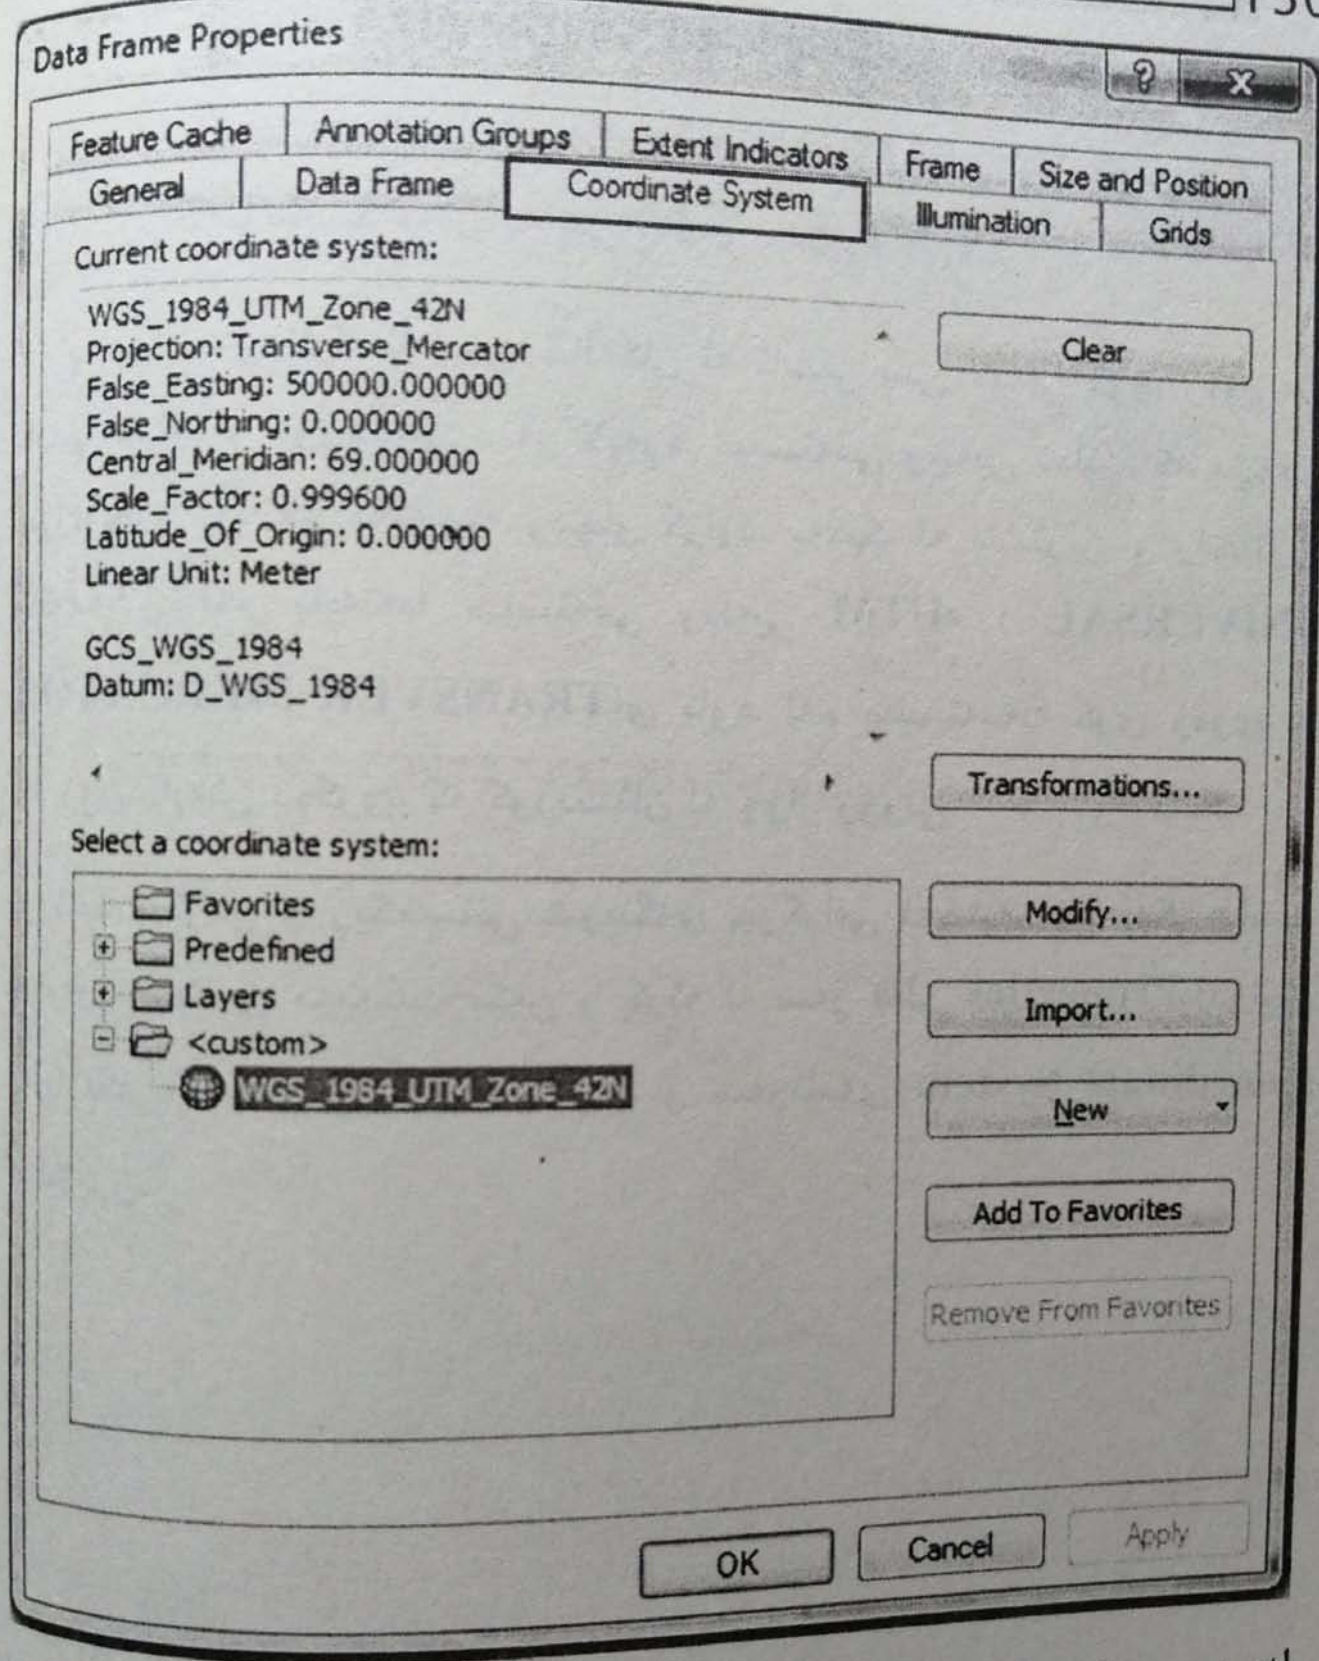 Data Frame Properties
Feature Cache Annotation Groups Extent Indicators Frame Size and Position
General Data Frame Coordinate System Illumination Grids
Current coordinate system:
WGS_1984_UTM_Zone_42N
Projection: Transverse_Mercator
False_Easting: 500000.000000
False_Northing: 0.000000
Central_Meridian: 69.000000
Scale_Factor: 0.999600
Latitude_Of_Origin: 0.000000
Linear Unit: Meter
GCS_WGS_1984
Datum: D_WGS_1984
Clear
Transformations...
Select a coordinate system:
Favorites
Predefined
Layers
<custom>
WGS_1984_UTM_Zone_42N
Modify...
Import...
New
Add To Favorites
Remove From Favorites
OK Cancel Apply